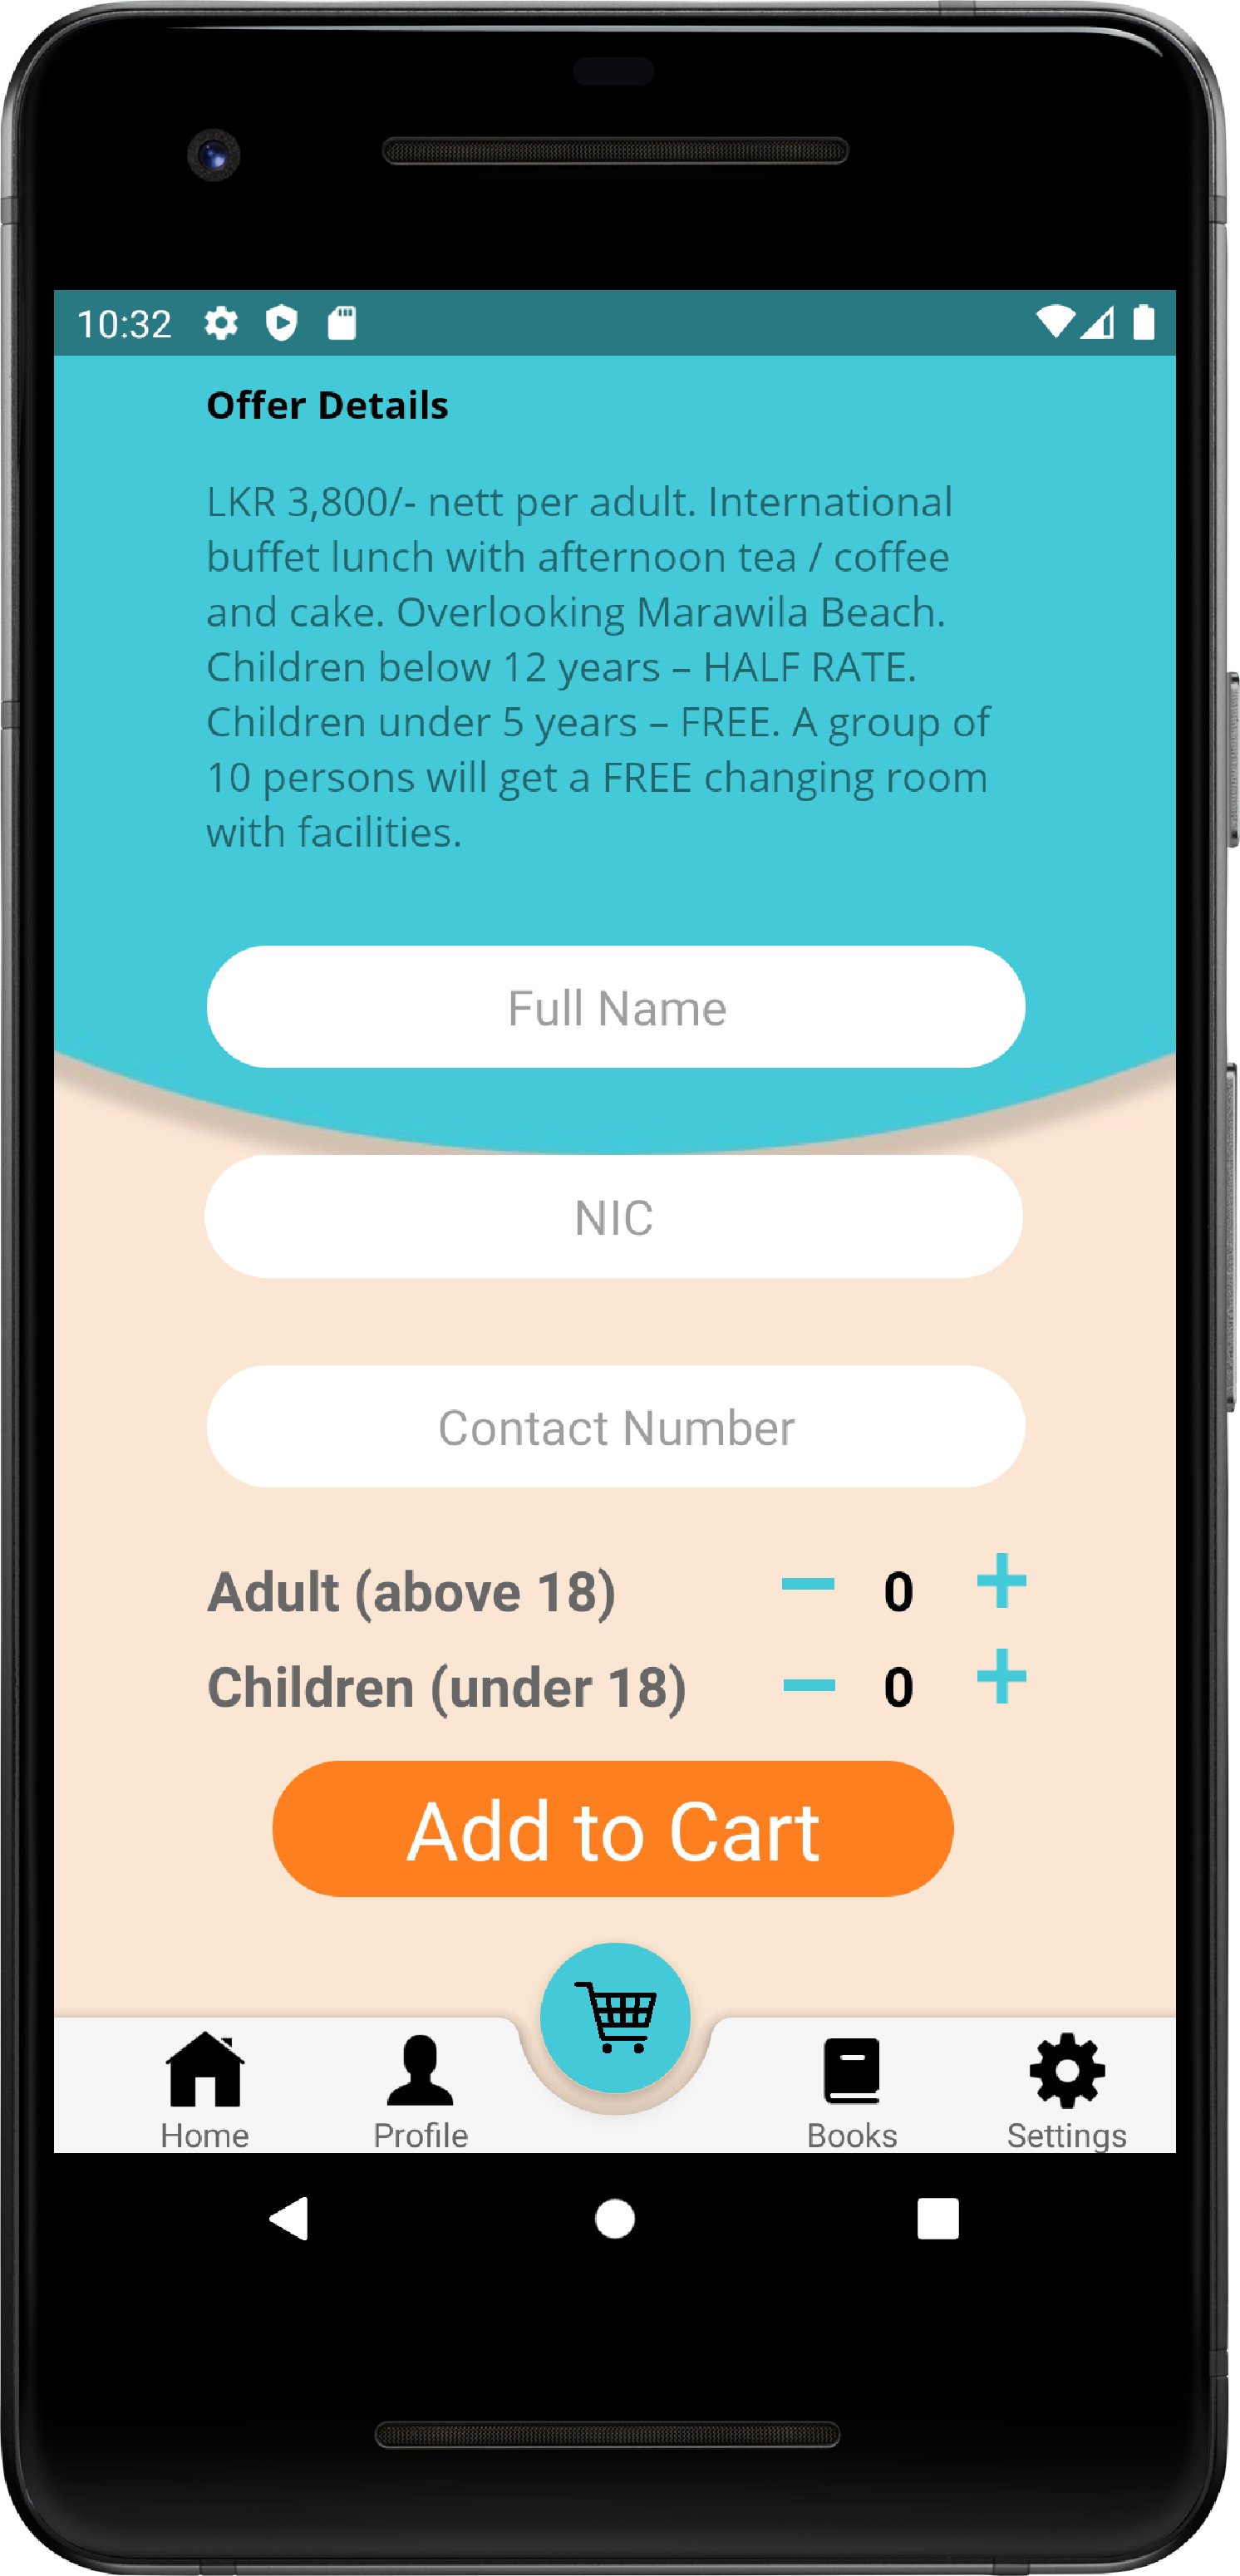 10:32
Offer Details
LKR 3,800/- nett per adult. International
buffet lunch with afternoon tea / coffee
and cake. Overlooking Marawila Beach.
Children below 12 years – HALF RATE.
Children under 5 years – FREE. A group of
10 persons will get a FREE changing room
with facilities.
Full Name
NIC
Contact Number
Adult (above 18) 0
Children (under 18) 0
Add to Cart
Home Profile Books Settings